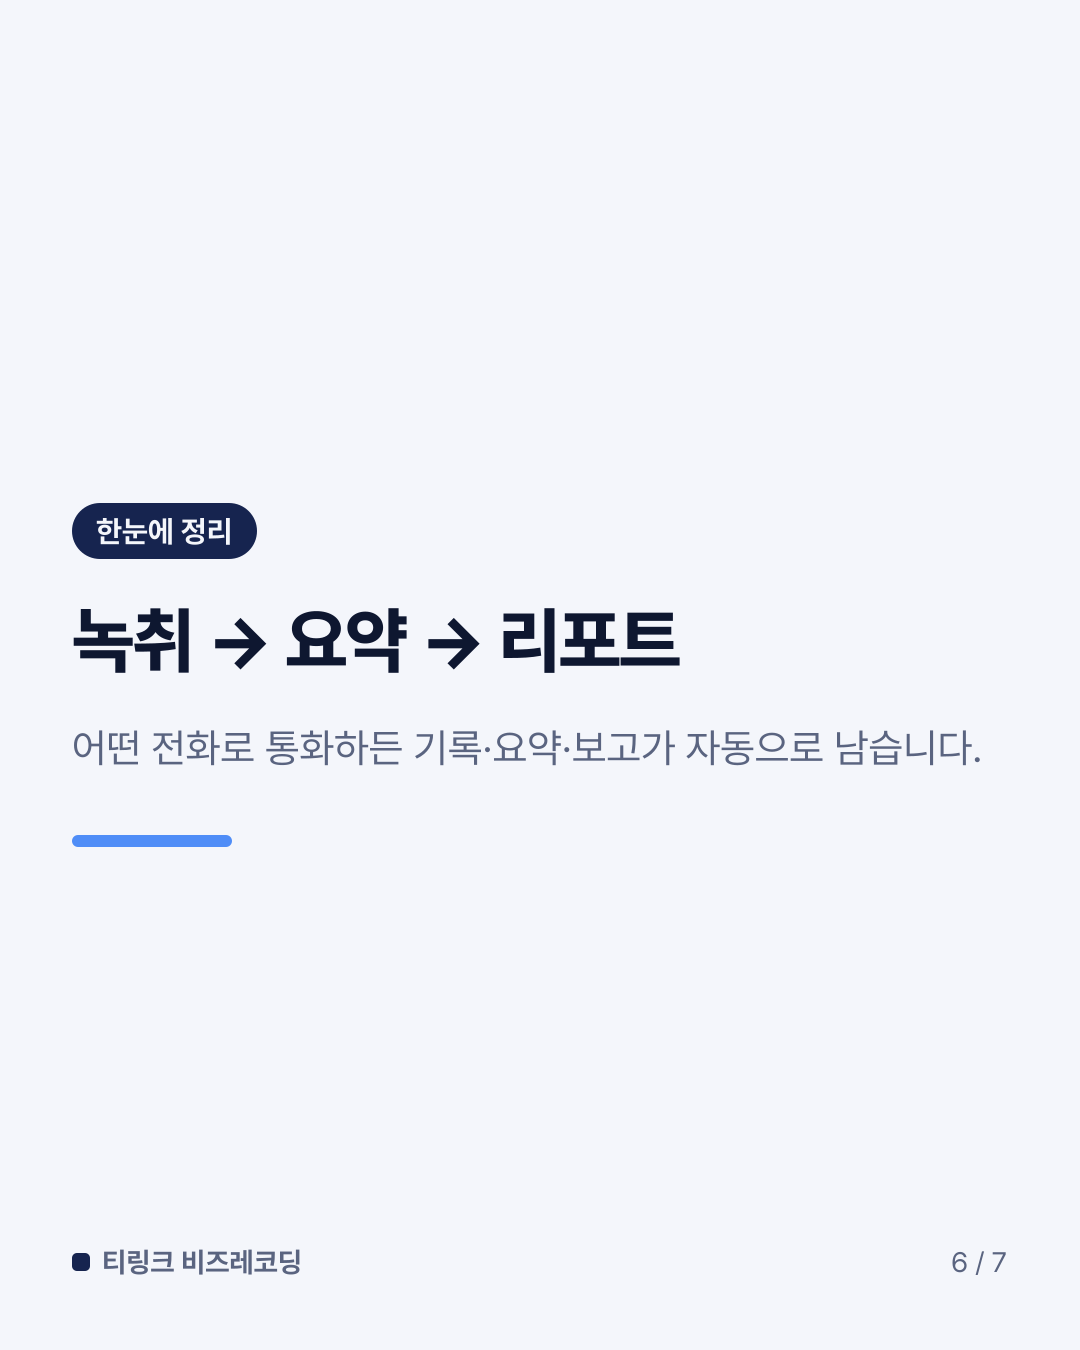 한눈에 정리
녹취 → 요약 → 리포트
어떤 전화로 통화하든 기록·요약·보고가 자동으로 남습니다.
티링크 비즈레코딩
6 / 7